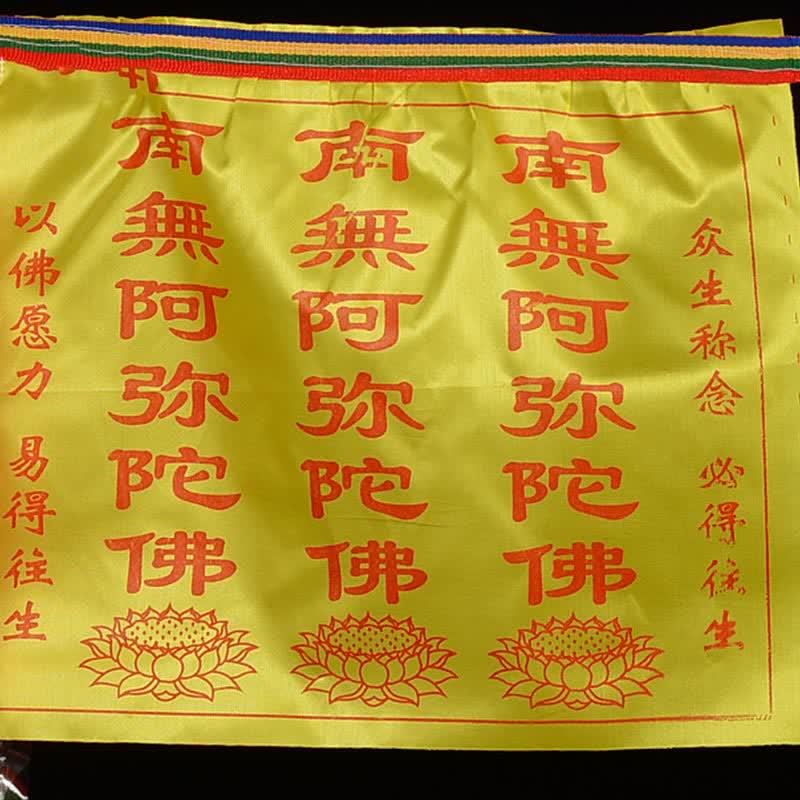 众生称念 必得往生
南無阿弥陀佛
南無阿弥陀佛
南無阿弥陀佛
以佛愿力 易得往生